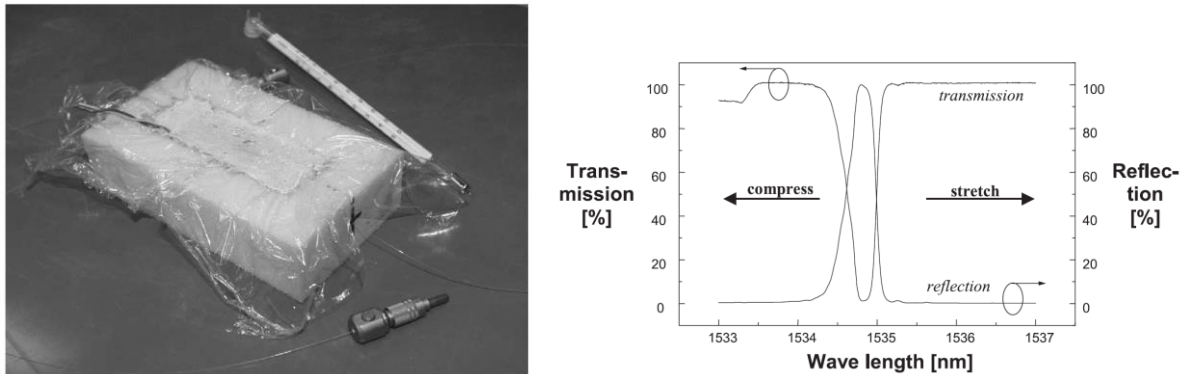 100
80
60
40
20
0
Trans-
mission
[%]
transmission
compress
stretch
reflection
100
80
60
40
20
0
Reflec-
tion
[%]
1533 1534 1535 1536 1537
Wave length [nm]